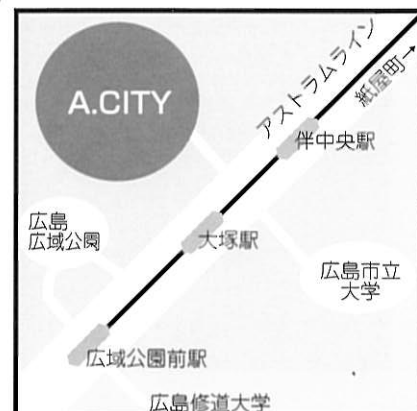 A.CITY
アストラムライン
紙屋町→
伴中央駅
広島
広域公園
大塚駅
広島市立
大学
広域公園前駅
広島修道大学